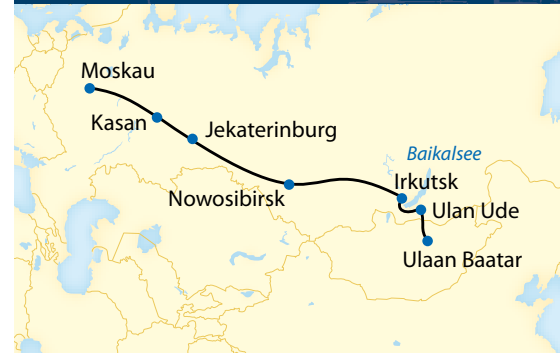 Moskau
Kasan
Jekaterinburg
Baikalsee
Nowosibirsk
Irkutsk
Ulan Ude
Ulaan Baatar